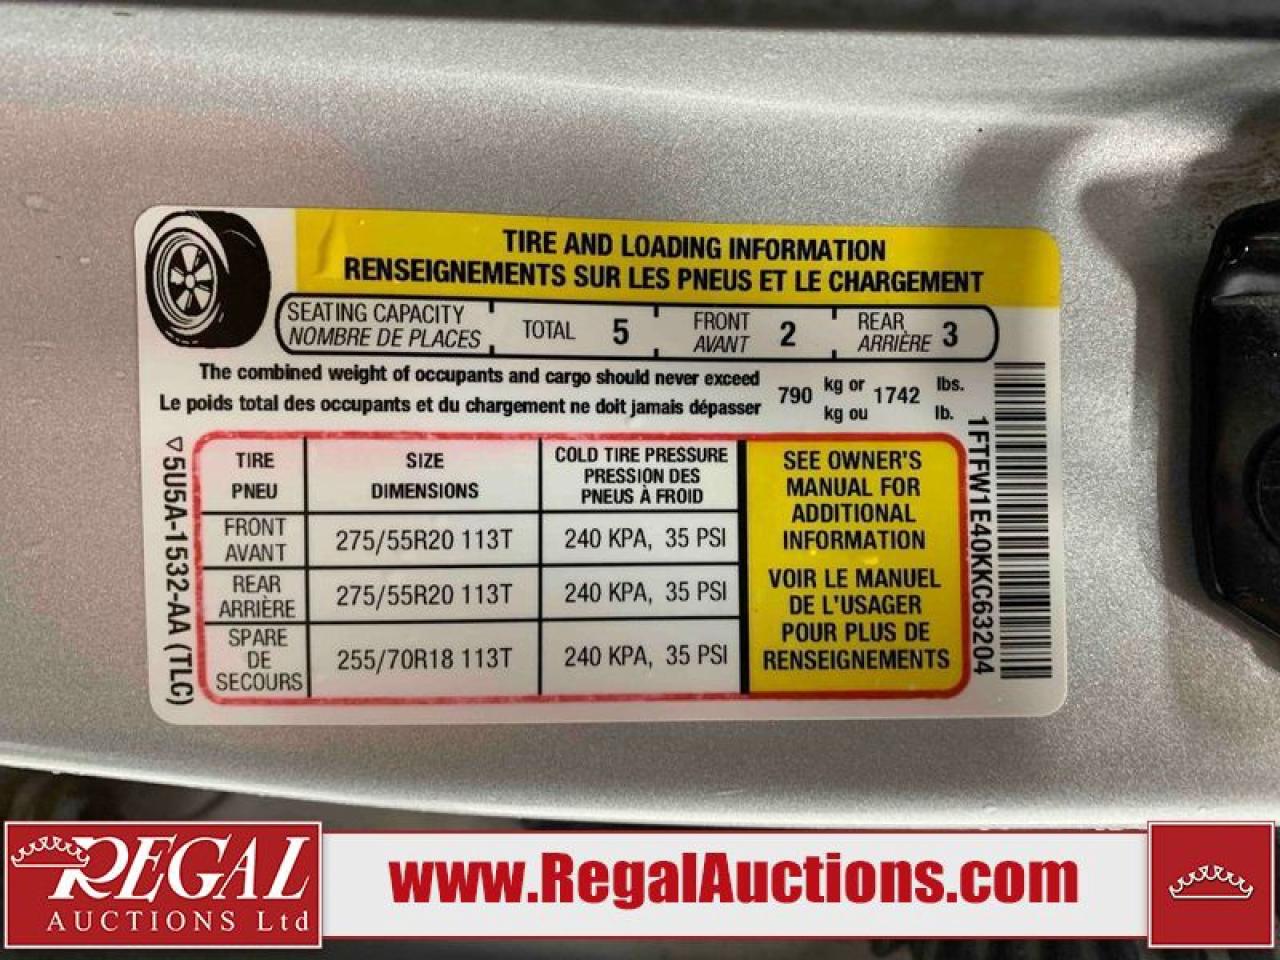 TIRE AND LOADING INFORMATION
RENSEIGNEMENTS SUR LES PNEUS ET LE CHARGEMENT
SEATING CAPACITY
NOMBRE DE PLACES
TOTAL 5
FRONT
AVANT 2
REAR
ARRIÈRE 3
The combined weight of occupants and cargo should never exceed
Le poids total des occupants et du chargement ne doit jamais dépasser
790 kg or 1742 lbs.
kg ou lb.
5U5A-1532-AA (TLC)
TIRE
PNEU
SIZE
DIMENSIONS
COLD TIRE PRESSURE
PRESSION DES
PNEUS À FROID
FRONT
AVANT
275/55R20 113T
240 KPA, 35 PSI
REAR
ARRIÈRE
275/55R20 113T
240 KPA, 35 PSI
SPARE
DE
SECOURS
255/70R18 113T
240 KPA, 35 PSI
SEE OWNER'S
MANUAL FOR
ADDITIONAL
INFORMATION
VOIR LE MANUEL
DE L'USAGER
POUR PLUS DE
RENSEIGNEMENTS
1FTFW1E40KKC63204
REGAL
AUCTIONS Ltd
www.RegalAuctions.com